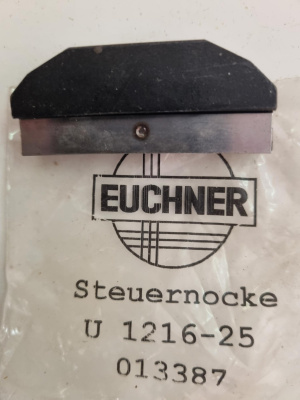 EUCHNER
Steuernocke
U 1216-25
013387